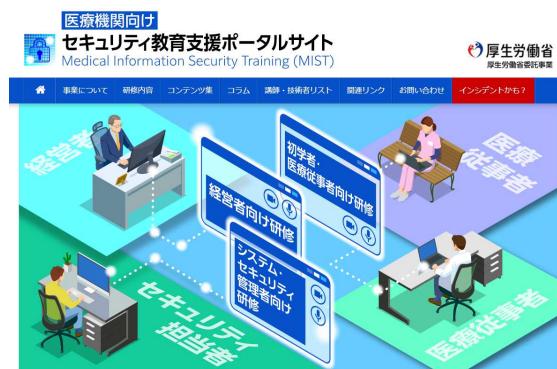 医療機関向け
セキュリティ教育支援ポータルサイト
Medical Information Security Training (MIST)
厚生労働省
厚生労働省委託事業
事業について
研修内容
コンテンツ集
コラム
講師・技術者リスト
関連リンク
お問い合わせ
インシデントかも？
経営者
医療
従事者
初学者・
医療従事者向け研修
経営者向け研修
システム・
セキュリティ
管理者向け
研修
セキュリティ
担当者
医療従事者